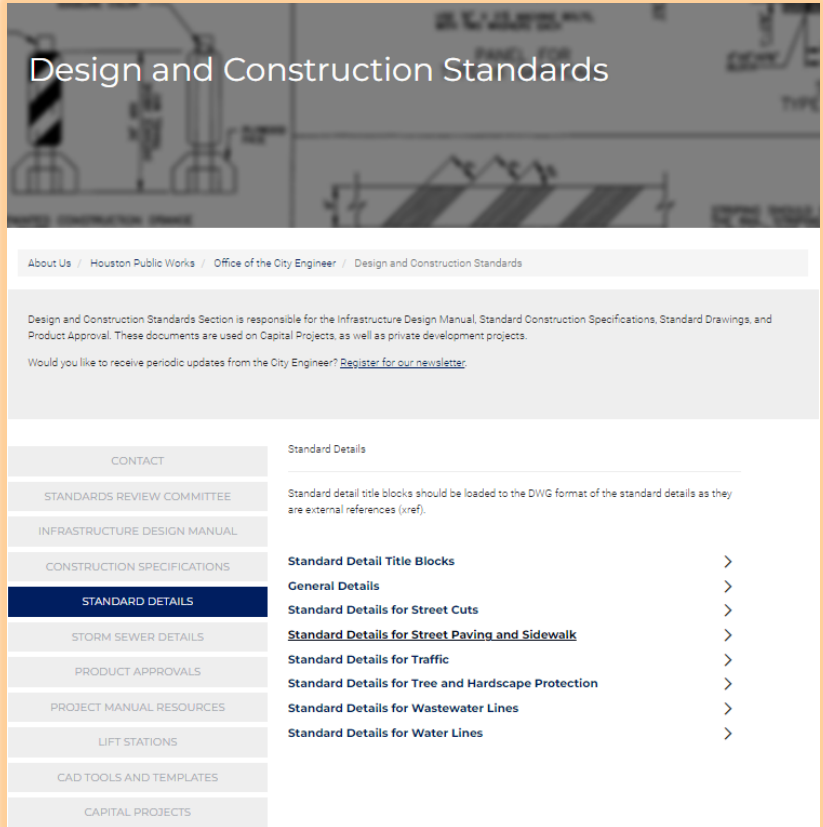 Design and Construction Standards
PANEL FOR
About Us / Houston Public Works / Office of the City Engineer / Design and Construction Standards
Design and Construction Standards Section is responsible for the Infrastructure Design Manual, Standard Construction Specifications, Standard Drawings, and
Product Approval. These documents are used on Capital Projects, as well as private development projects.
Would you like to receive periodic updates from the City Engineer? Register for our newsletter.
CONTACT
STANDARDS REVIEW COMMITTEE
INFRASTRUCTURE DESIGN MANUAL
CONSTRUCTION SPECIFICATIONS
STANDARD DETAILS
STORM SEWER DETAILS
PRODUCT APPROVALS
PROJECT MANUAL RESOURCES
LIFT STATIONS
CAD TOOLS AND TEMPLATES
CAPITAL PROJECTS
Standard Details
Standard detail title blocks should be loaded to the DWG format of the standard details as they
are external references (xref).
Standard Detail Title Blocks
General Details
Standard Details for Street Cuts
Standard Details for Street Paving and Sidewalk
Standard Details for Traffic
Standard Details for Tree and Hardscape Protection
Standard Details for Wastewater Lines
Standard Details for Water Lines